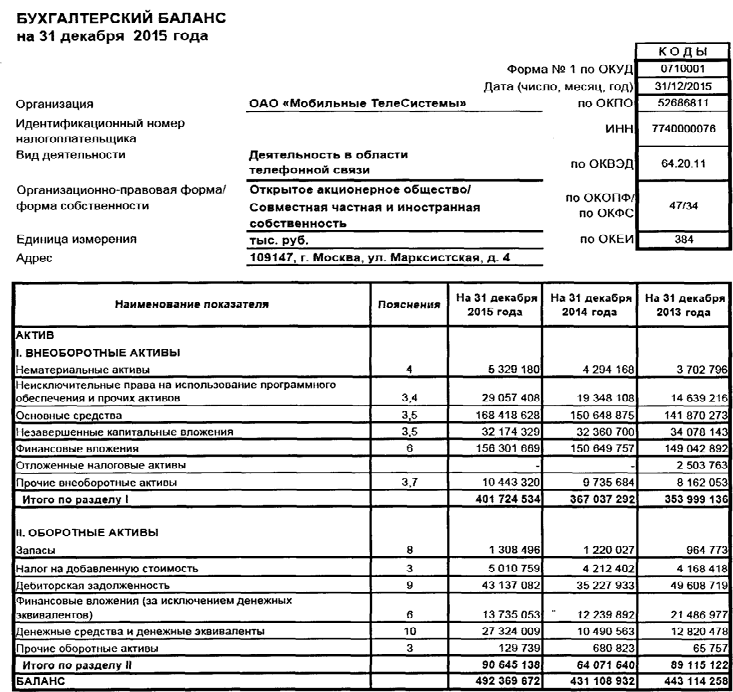 БУХГАЛТЕРСКИЙ БАЛАНС
на 31 декабря 2015 года
КОДЫ
Форма № 1 по ОКУД 0710001
Дата (число, месяц, год) 31/12/2015
Организация ОАО «Мобильные ТелеСистемы» по ОКПО 52686811
Идентификационный номер
налогоплательщика ИНН 7740000076
Вид деятельности Деятельность в области
телефонной связи по ОКВЭД 64.20.11
Организационно-правовая форма/ Открытое акционерное общество/ по ОКОПФ/
форма собственности Совместная частная и иностранная по ОКФС 47/34
собственность
Единица измерения тыс. руб. по ОКЕИ 384
Адрес 109147, г. Москва, ул. Марксистская, д. 4
Наименование показателя Пояснения На 31 декабря 2015 года На 31 декабря 2014 года На 31 декабря 2013 года
АКТИВ
I. ВНЕОБОРОТНЫЕ АКТИВЫ
Нематериальные активы 4 5 329 180 4 294 168 3 702 796
Неисключительные права на использование программного
обеспечения и прочих активов 3,4 29 057 408 19 348 108 14 639 216
Основные средства 3,5 168 418 628 150 648 875 141 870 273
Незавершенные капитальные вложения 3,5 32 174 329 32 360 700 34 078 143
Финансовые вложения 6 156 301 669 150 649 757 149 042 892
Отложенные налоговые активы - - 2 503 763
Прочие внеоборотные активы 3,7 10 443 320 9 735 684 8 162 053
Итого по разделу I 401 724 534 367 037 292 353 999 136
II. ОБОРОТНЫЕ АКТИВЫ
Запасы 8 1 308 496 1 220 027 964 773
Налог на добавленную стоимость 3 5 010 759 4 212 402 4 168 418
Дебиторская задолженность 9 43 137 082 35 227 933 49 608 719
Финансовые вложения (за исключением денежных
эквивалентов) 6 13 735 053 12 239 892 21 486 977
Денежные средства и денежные эквиваленты 10 27 324 009 10 490 563 12 820 478
Прочие оборотные активы 3 129 739 680 823 65 757
Итого по разделу II 90 645 138 64 071 640 89 115 122
БАЛАНС 492 369 672 431 108 932 443 114 258